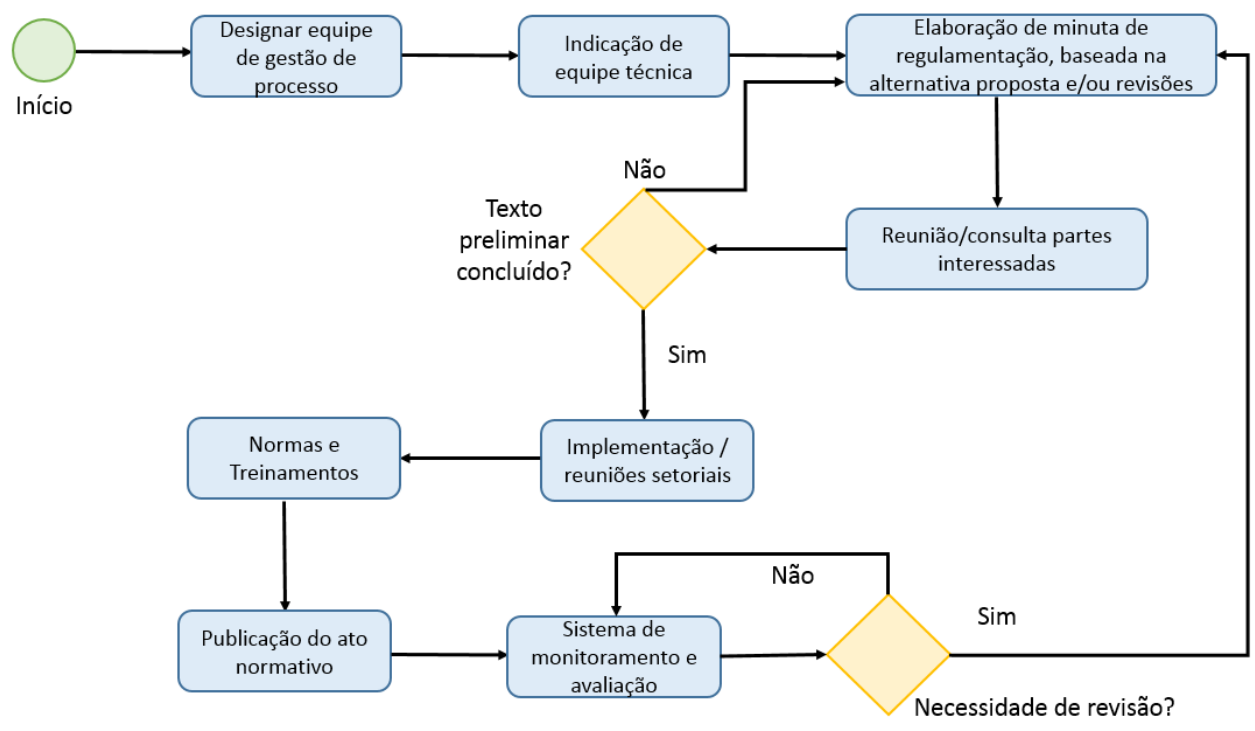 Início
Designar equipe
de gestão de
processo
Indicação de
equipe técnica
Elaboração de minuta de
regulamentação, baseada na
alternativa proposta e/ou revisões
Não
Texto
preliminar
concluído?
Reunião/consulta partes
interessadas
Sim
Implementação /
reuniões setoriais
Normas e
Treinamentos
Publicação do ato
normativo
Sistema de
monitoramento e
avaliação
Não
Sim
Necessidade de revisão?